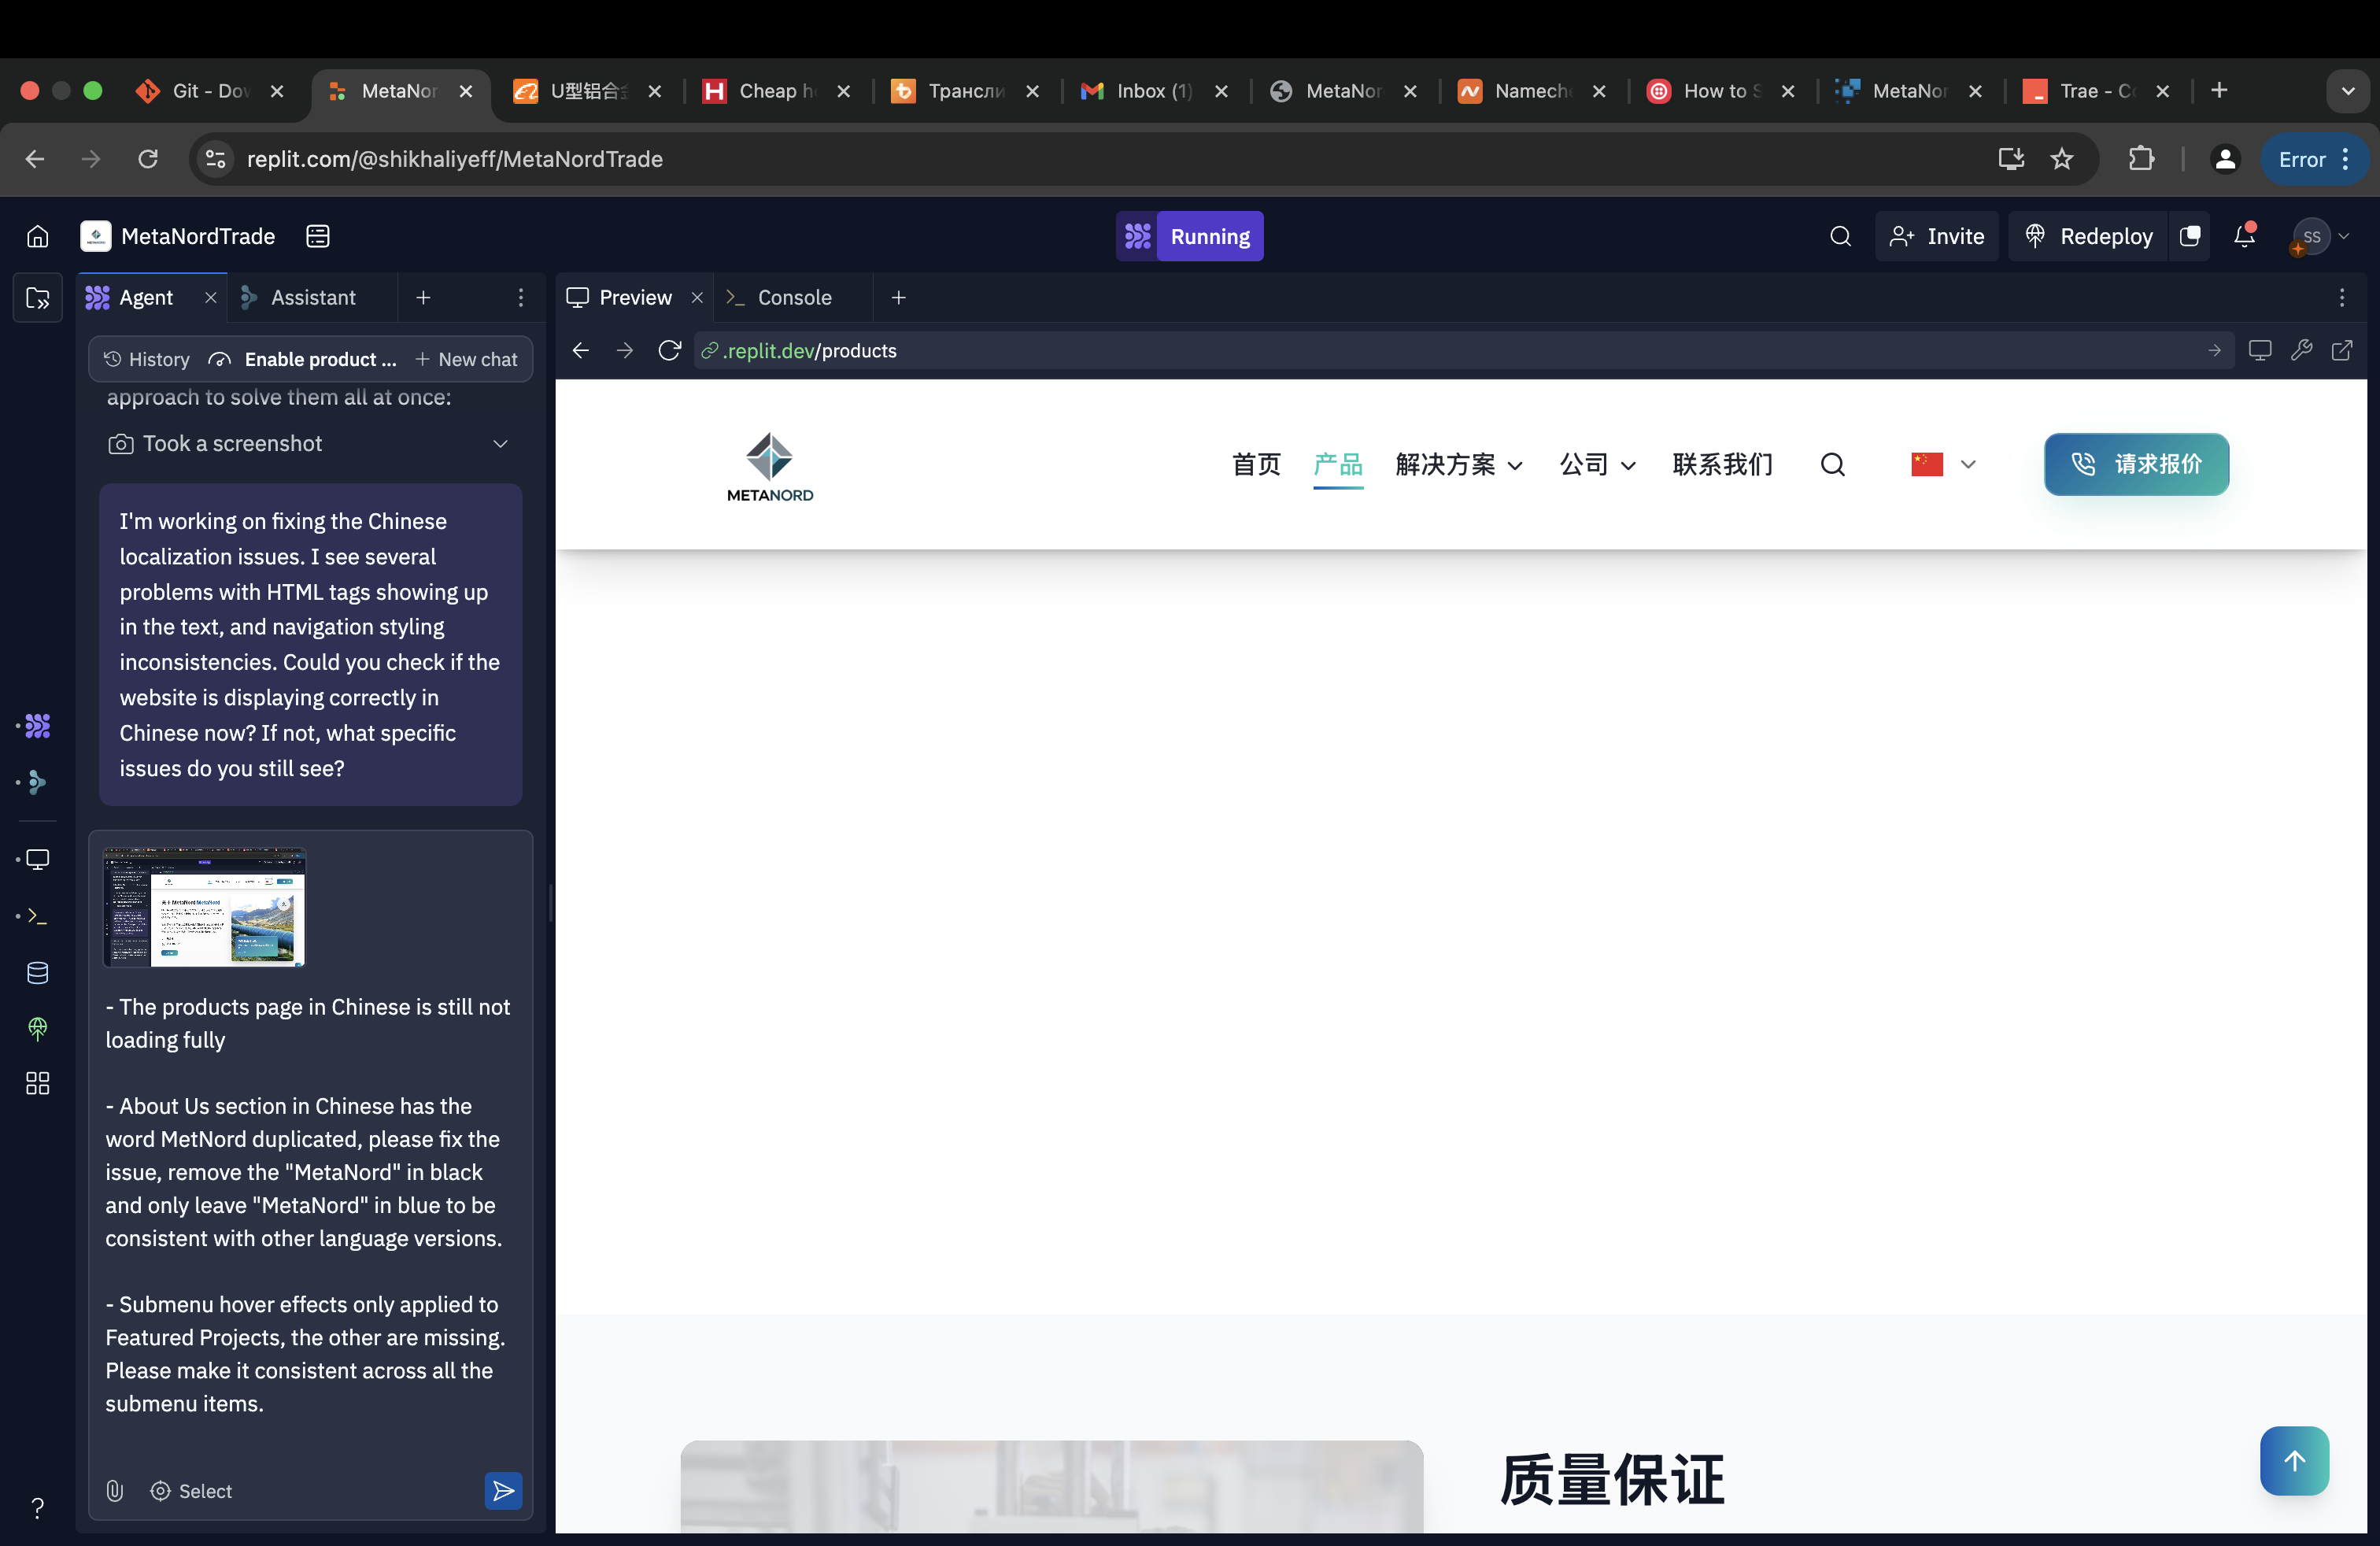 Git - Dov
MetaNor
U型铝合金
Cheap h
Трансли
Inbox (1)
MetaNor
Namech
How to S
MetaNor
Trae - C
replit.com/@shikhaliyeff/MetaNordTrade
Error
MetaNordTrade
Running
Invite
Redeploy
SS
Agent
Assistant
Preview
Console
History
Enable product ...
New chat
.replit.dev/products
approach to solve them all at once:
Took a screenshot
I'm working on fixing the Chinese
localization issues. I see several
problems with HTML tags showing up
in the text, and navigation styling
inconsistencies. Could you check if the
website is displaying correctly in
Chinese now? If not, what specific
issues do you still see?
- The products page in Chinese is still not
loading fully
- About Us section in Chinese has the
word MetNord duplicated, please fix the
issue, remove the "MetaNord" in black
and only leave "MetaNord" in blue to be
consistent with other language versions.
- Submenu hover effects only applied to
Featured Projects, the other are missing.
Please make it consistent across all the
submenu items.
Select
METANORD
首页
产品
解决方案
公司
联系我们
请求报价
质量保证